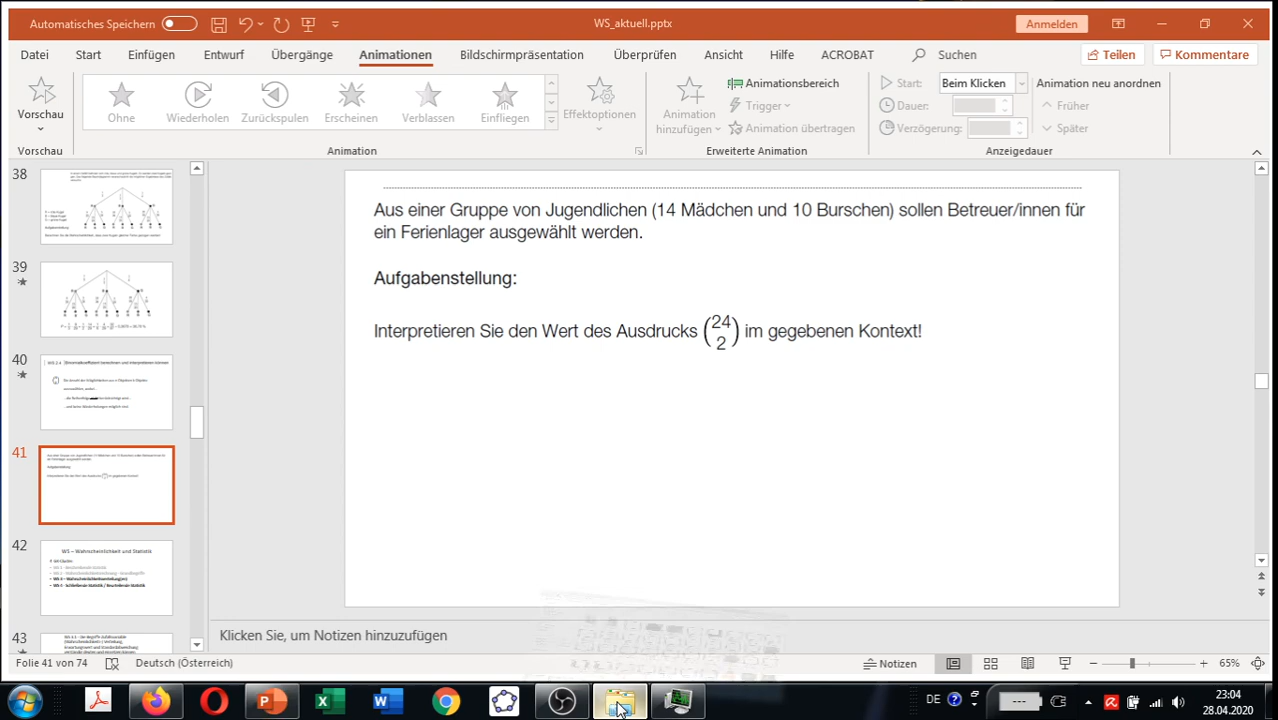 Automatisches Speichern
WS_aktuell.pptx
Anmelden
Datei Start Einfügen Entwurf Übergänge Animationen Bildschirmpräsentation Überprüfen Ansicht Hilfe ACROBAT Suchen Teilen Kommentare
Vorschau
Ohne Wiederholen Zurückspulen Erscheinen Verblassen Einfliegen
Effektoptionen
Animation
hinzufügen
Animationsbereich
Trigger
Animation übertragen
Start: Beim Klicken
Dauer:
Verzögerung:
Animation neu anordnen
Früher
Später
Vorschau Animation Erweiterte Animation Anzeigedauer
38
39
40
41
42
WS – Wahrscheinlichkeit und Statistik
43
Aus einer Gruppe von Jugendlichen (14 Mädchen und 10 Burschen) sollen Betreuer/innen für
ein Ferienlager ausgewählt werden.
Aufgabenstellung:
Interpretieren Sie den Wert des Ausdrucks (24 2) im gegebenen Kontext!
Klicken Sie, um Notizen hinzuzufügen
Folie 41 von 74 Deutsch (Österreich) Notizen 65%
DE 23:04
28.04.2020